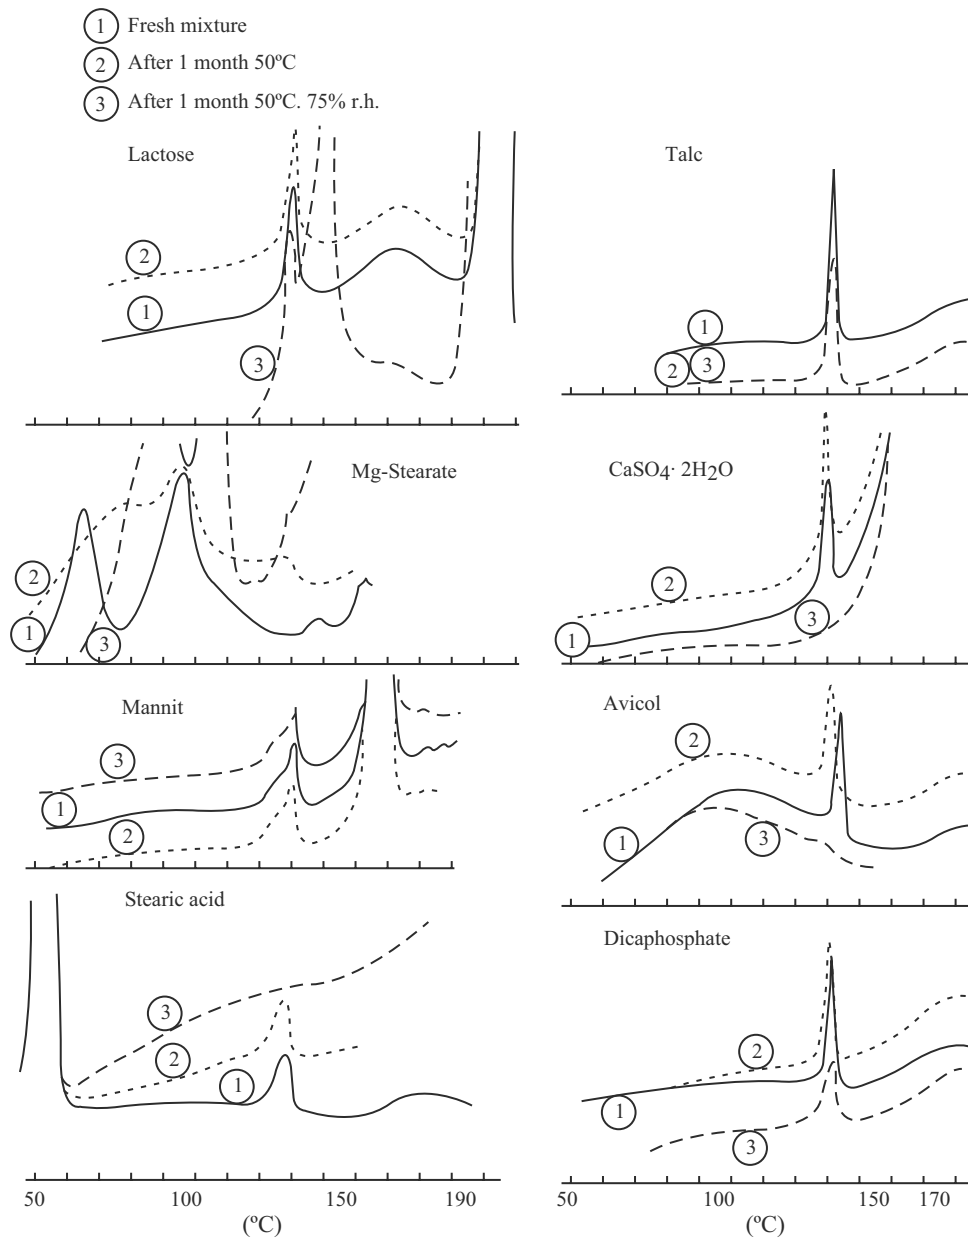 1 Fresh mixture
2 After 1 month 50ºC
3 After 1 month 50ºC. 75% r.h.
Lactose
2
1
3
Talc
1
2 3
Mg-Stearate
2
1
3
CaSO4· 2H2O
2
1
3
Mannit
3
1
2
Avicol
2
1
3
Stearic acid
3
2
1
50 100 150 190
(ºC)
Dicaphosphate
2
1
3
50 100 150 170
(ºC)